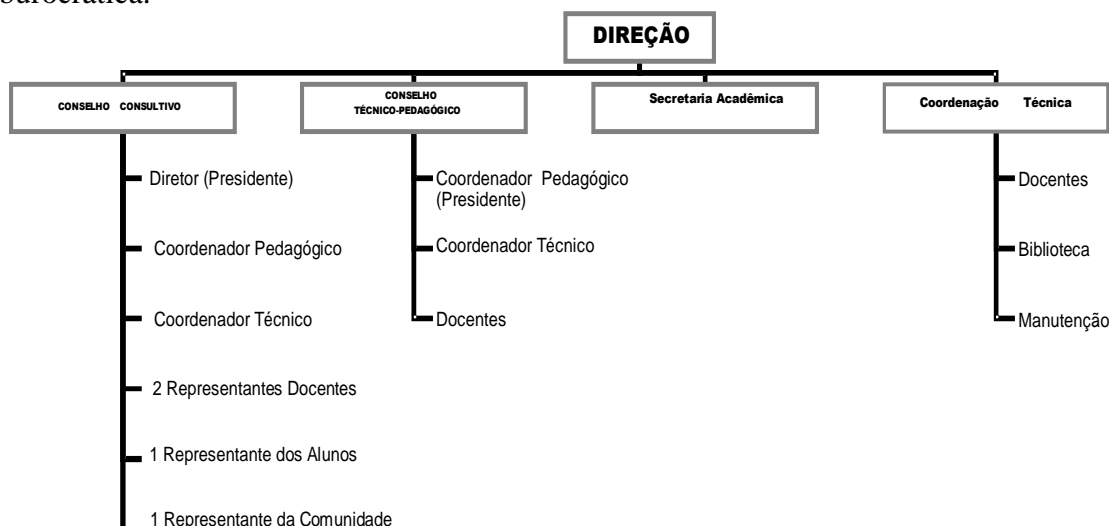 burocrática.
DIREÇÃO
CONSELHO CONSULTIVO
CONSELHO
TÉCNICO-PEDAGÓGICO
Secretaria Acadêmica
Coordenação Técnica
Diretor (Presidente)
Coordenador Pedagógico
Coordenador Técnico
2 Representantes Docentes
1 Representante dos Alunos
1 Representante da Comunidade
Coordenador Pedagógico
(Presidente)
Coordenador Técnico
Docentes
Docentes
Biblioteca
Manutenção